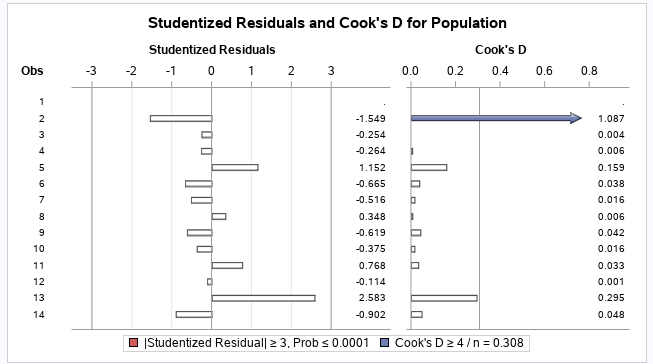 Studentized Residuals and Cook's D for Population
Studentized Residuals Cook's D
Obs -3 -2 -1 0 1 2 3 0.0 0.2 0.4 0.6 0.8
1 . .
2 -1.549 1.087
3 -0.254 0.004
4 -0.264 0.006
5 1.152 0.159
6 -0.665 0.038
7 -0.516 0.016
8 0.348 0.006
9 -0.619 0.042
10 -0.375 0.016
11 0.768 0.033
12 -0.114 0.001
13 2.583 0.295
14 -0.902 0.048
|Studentized Residual| ≥ 3, Prob ≤ 0.0001 Cook's D ≥ 4 / n = 0.308